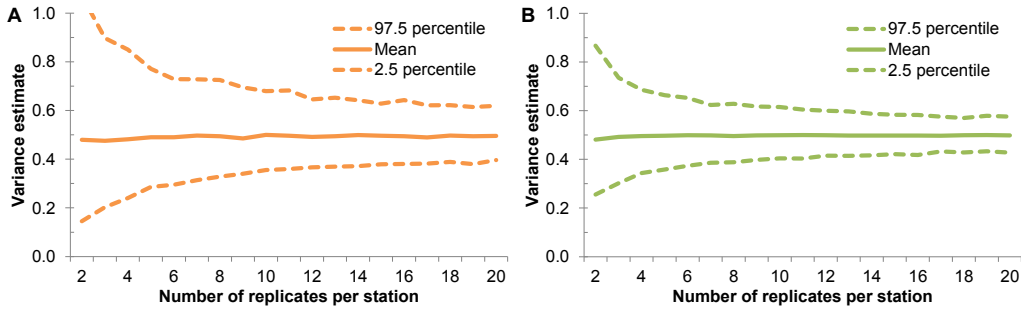 A
1.0
0.8
0.6
0.4
0.2
0.0
Variance estimate
97.5 percentile
Mean
2.5 percentile
2 4 6 8 10 12 14 16 18 20
Number of replicates per station
B
1.0
0.8
0.6
0.4
0.2
0.0
Variance estimate
97.5 percentile
Mean
2.5 percentile
2 4 6 8 10 12 14 16 18 20
Number of replicates per station